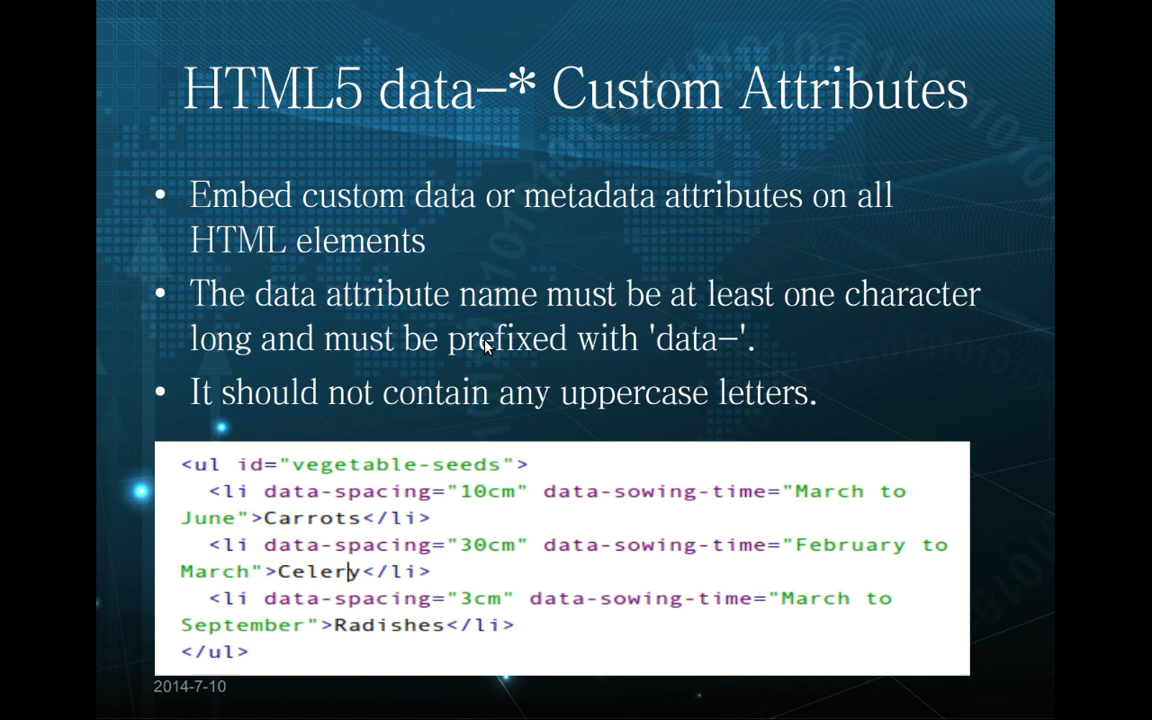 HTML5 data–* Custom Attributes
• Embed custom data or metadata attributes on all
HTML elements
• The data attribute name must be at least one character
long and must be prefixed with 'data–'.
• It should not contain any uppercase letters.
<ul id="vegetable-seeds">
<li data-spacing="10cm" data-sowing-time="March to
June">Carrots</li>
<li data-spacing="30cm" data-sowing-time="February to
March">Celery</li>
<li data-spacing="3cm" data-sowing-time="March to
September">Radishes</li>
</ul>
2014-7-10